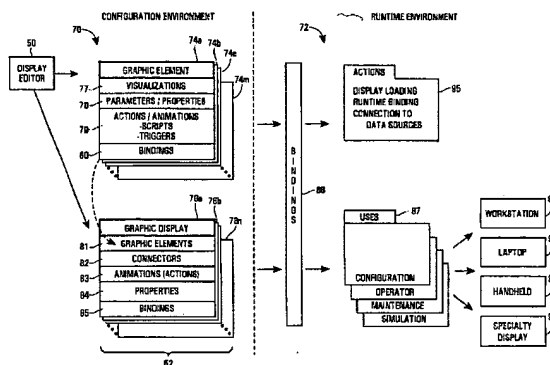 CONFIGURATION ENVIRONMENT
RUNTIME ENVIRONMENT
50
DISPLAY EDITOR
70
74a
74b
74c
74m
GRAPHIC ELEMENT
77
VISUALIZATIONS
78
PARAMETERS / PROPERTIES
79
ACTIONS / ANIMATIONS
-SCRIPTS
-TRIGGERS
80
BINDINGS
76a
76b
76n
GRAPHIC DISPLAY
81
GRAPHIC ELEMENTS
82
CONNECTORS
83
ANIMATIONS (ACTIONS)
84
PROPERTIES
85
BINDINGS
62
72
BINDINGS
88
ACTIONS
95
DISPLAY LOADING
RUNTIME BINDING
CONNECTION TO
DATA SOURCES
USES
87
CONFIGURATION
OPERATOR
MAINTENANCE
SIMULATION
WORKSTATION
LAPTOP
HANDHELD
SPECIALTY DISPLAY